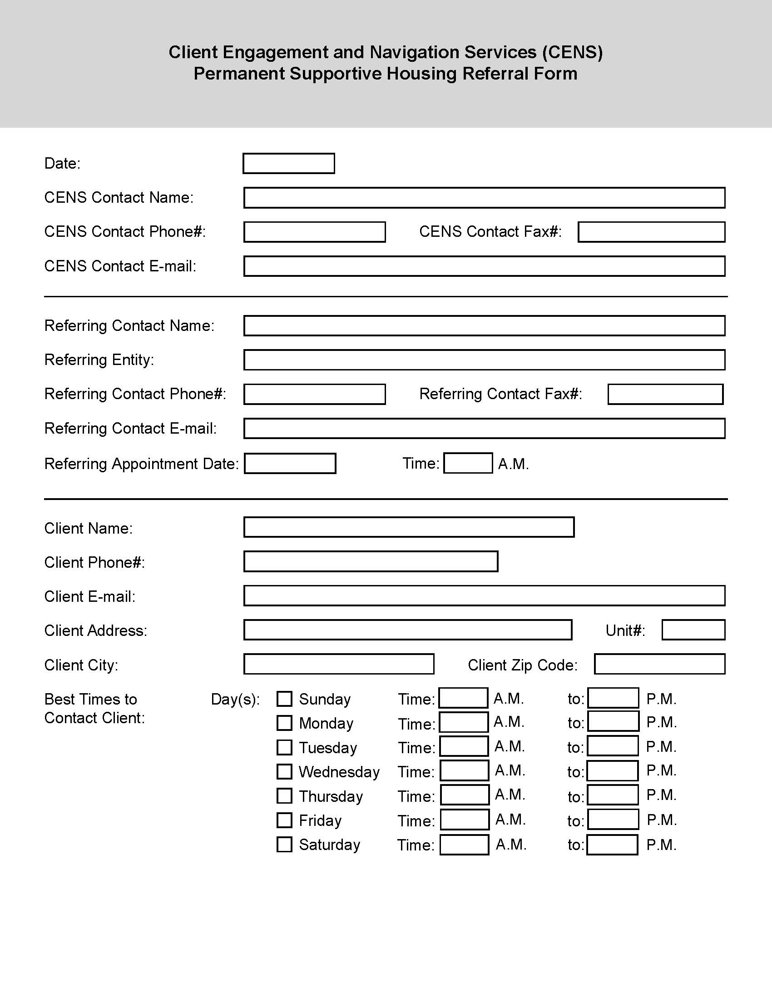 Client Engagement and Navigation Services (CENS)
Permanent Supportive Housing Referral Form
Date:
CENS Contact Name:
CENS Contact Phone#: CENS Contact Fax#:
CENS Contact E-mail:
Referring Contact Name:
Referring Entity:
Referring Contact Phone#: Referring Contact Fax#:
Referring Contact E-mail:
Referring Appointment Date: Time: A.M.
Client Name:
Client Phone#:
Client E-mail:
Client Address: Unit#:
Client City: Client Zip Code:
Best Times to Day(s): Sunday Time: A.M. to: P.M.
Contact Client:
Monday Time: A.M. to: P.M.
Tuesday Time: A.M. to: P.M.
Wednesday Time: A.M. to: P.M.
Thursday Time: A.M. to: P.M.
Friday Time: A.M. to: P.M.
Saturday Time: A.M. to: P.M.